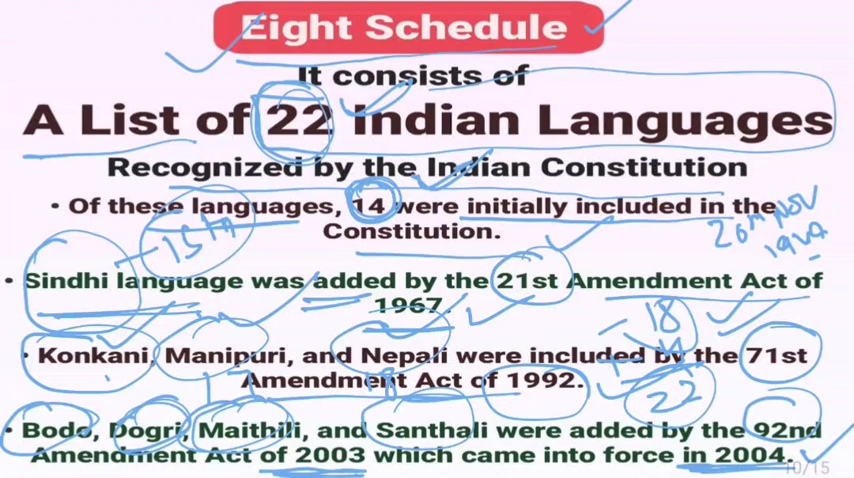 Eight Schedule
It consists of
A List of 22 Indian Languages
Recognized by the Indian Constitution
• Of these languages, 14 were initially included in the
Constitution.
15th
26th Nov
• Sindhi language was added by the 21st Amendment Act of
1967.
18
• Konkani, Manipuri, and Nepali were included by the 71st
Amendment Act of 1992.
17
18
22
Bodo, Dogri, Maithili, and Santhali were added by the 92nd
Amendment Act of 2003 which came into force in 2004.
10/15